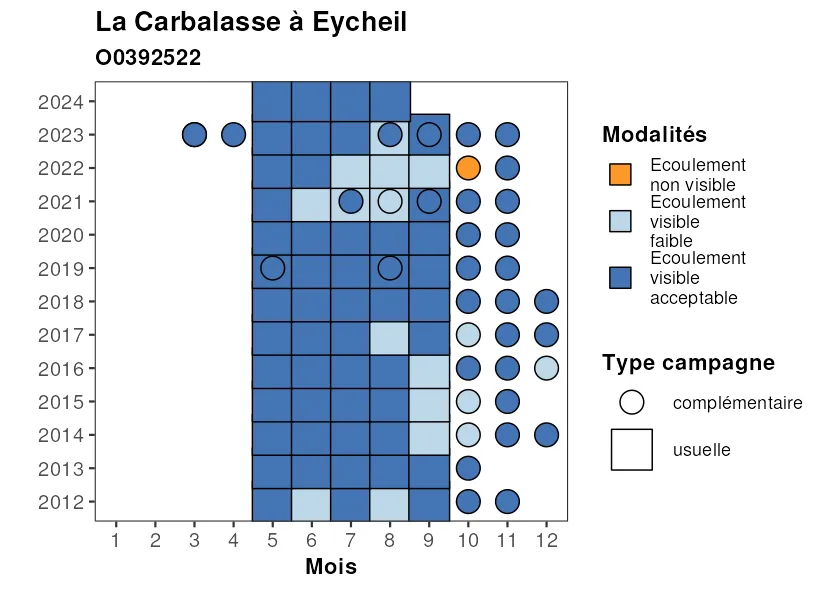 La Carbalasse à Eycheil
O0392522
2024
2023
2022
2021
2020
2019
2018
2017
2016
2015
2014
2013
2012
1 2 3 4 5 6 7 8 9 10 11 12
Mois
Modalités
Ecoulement
non visible
Ecoulement
visible
faible
Ecoulement
visible
acceptable
Type campagne
complémentaire
usuelle